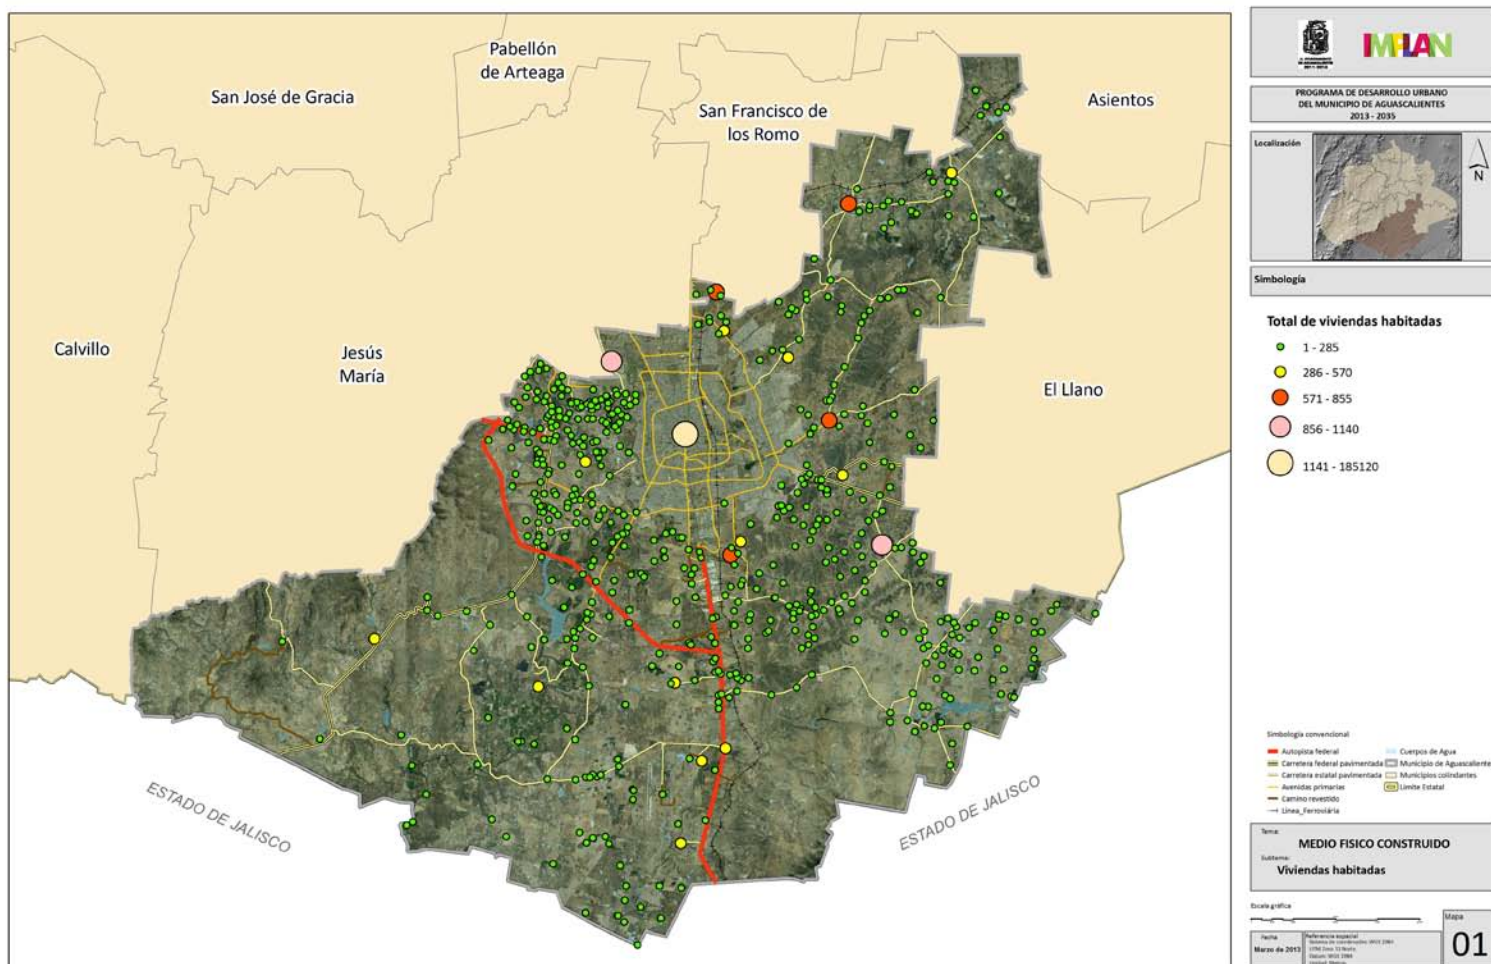 Pabellón
de Arteaga
San José de Gracia
San Francisco de
los Romo
Asientos
Calvillo
Jesús
María
El Llano
ESTADO DE JALISCO
ESTADO DE JALISCO
IMPLAN
PROGRAMA DE DESARROLLO URBANO
DEL MUNICIPIO DE AGUASCALIENTES
2013 - 2035
Localización
N
Simbología
Total de viviendas habitadas
1 - 285
286 - 570
571 - 855
856 - 1140
1141 - 185120
Simbología convencional
Autopista federal
Carretera federal pavimentada
Carretera estatal pavimentada
Avenidas primarias
Camino revestido
Línea_Ferroviária
Cuerpos de Agua
Municipio de Aguascaliente
Municipios colindantes
Límite Estatal
Tema:
MEDIO FISICO CONSTRUIDO
Subtema:
Viviendas habitadas
Escala gráfica
Fecha
Marzo de 2013
Referencia espacial
Mapa
01